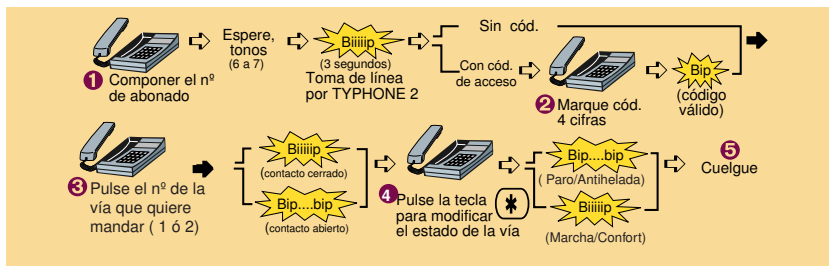 1 Componer el nº
de abonado
Espere,
tonos
(6 a 7)
Biiiiip
(3 segundos)
Toma de línea
por TYPHONE 2
Sin cód.
Con cód.
de acceso
2 Marque cód.
4 cifras
Bip
(código
válido)
3 Pulse el nº de la
vía que quiere
mandar ( 1 ó 2)
Biiiiip
(contacto cerrado)
Bip....bip
(contacto abierto)
4 Pulse la tecla
para modificar
el estado de la vía
*
Bip....bip
( Paro/Antihelada)
Biiiiip
(Marcha/Confort)
5
Cuelgue